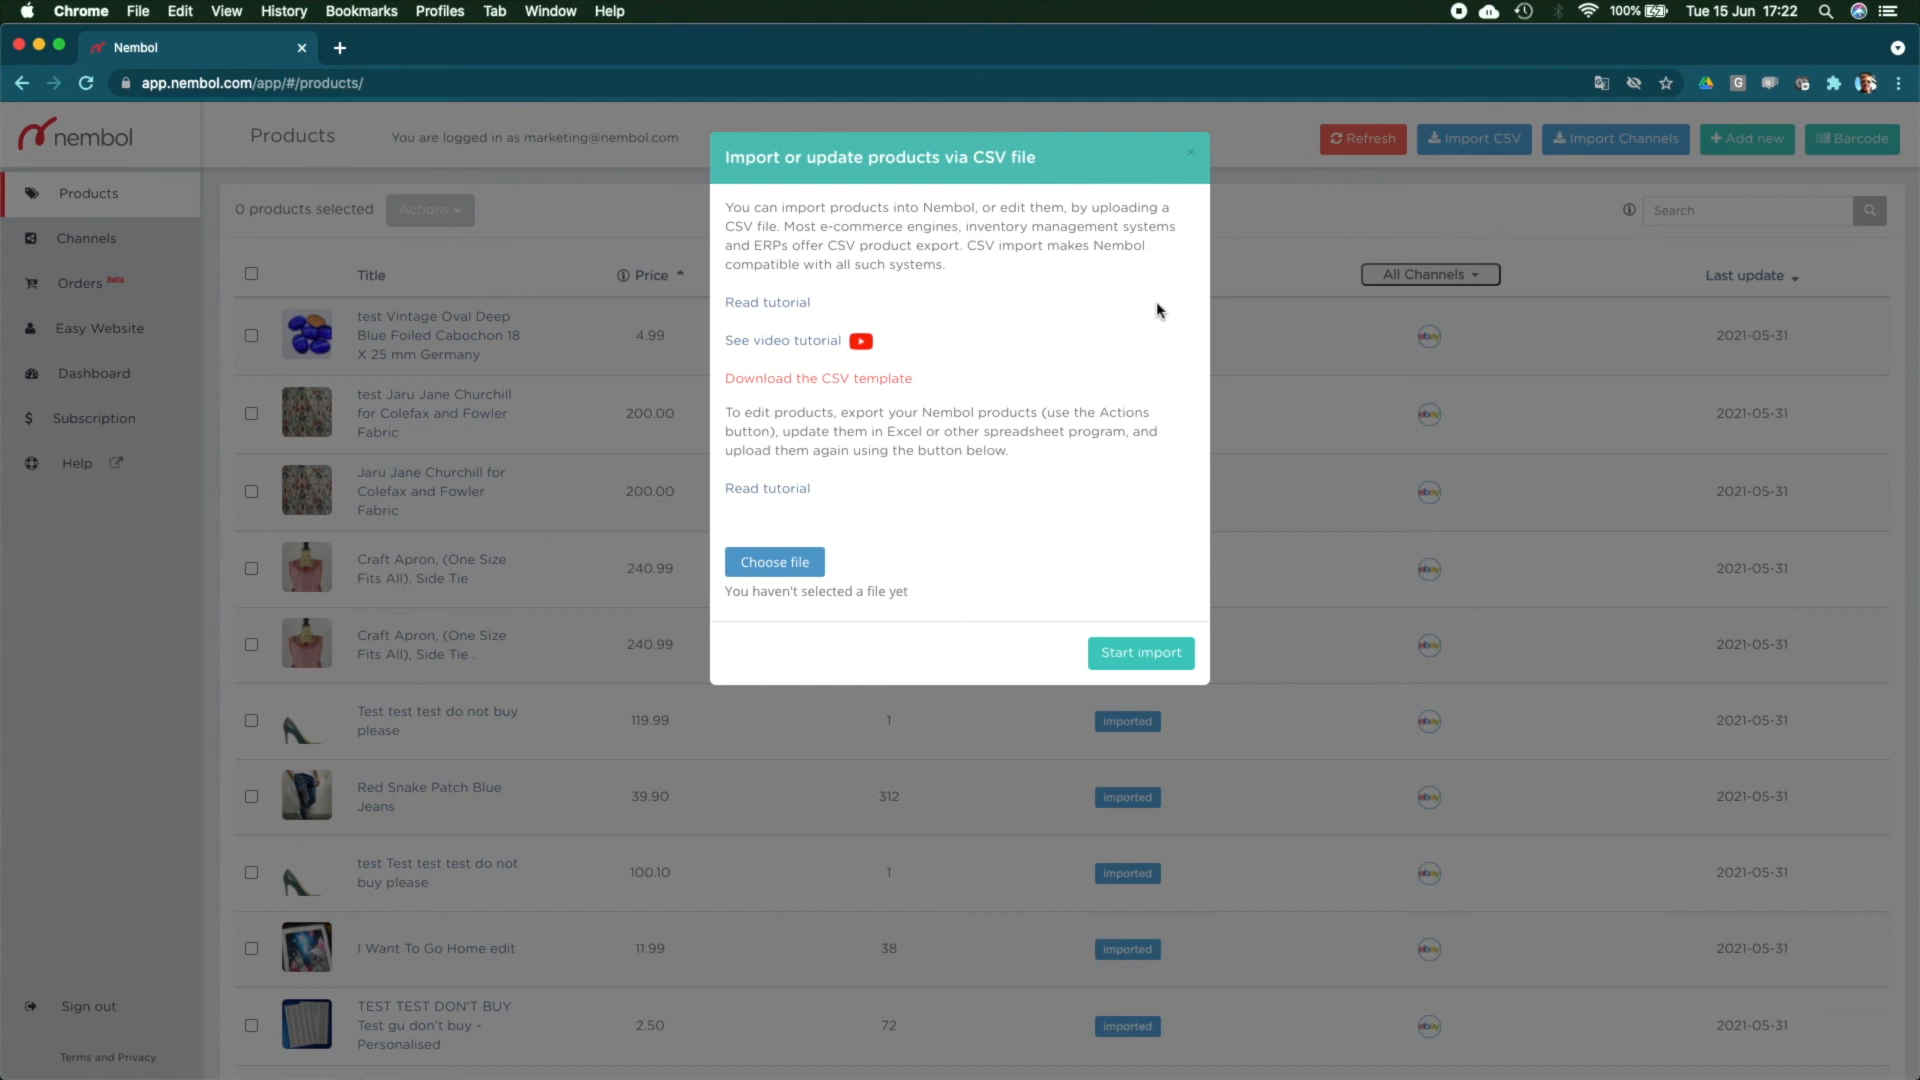 Chrome File Edit View History Bookmarks Profiles Tab Window Help 100% Tue 15 Jun 17:22
Nembol
app.nembol.com/app/#/products/
nembol
Products You are logged in as marketing@nembol.com Refresh Import CSV Import Channels Add new Barcode
Products
Channels
Orders Beta
Easy Website
Dashboard
Subscription
Help
Sign out
Terms and Privacy
0 products selected Actions Search
Title Price All Channels Last update
test Vintage Oval Deep
Blue Foiled Cabochon 18
X 25 mm Germany
4.99 ebay 2021-05-31
test Jaru Jane Churchill
for Colefax and Fowler
Fabric
200.00 ebay 2021-05-31
Jaru Jane Churchill for
Colefax and Fowler
Fabric
200.00 ebay 2021-05-31
Craft Apron, (One Size
Fits All), Side Tie
240.99 ebay 2021-05-31
Craft Apron, (One Size
Fits All), Side Tie .
240.99 ebay 2021-05-31
Test test test do not buy
please
119.99 1 imported ebay 2021-05-31
Red Snake Patch Blue
Jeans
39.90 312 imported ebay 2021-05-31
test Test test test do not
buy please
100.10 1 imported ebay 2021-05-31
I Want To Go Home edit 11.99 38 imported ebay 2021-05-31
TEST TEST DON'T BUY
Test gu don't buy -
Personalised
2.50 72 imported ebay 2021-05-31
Import or update products via CSV file
You can import products into Nembol, or edit them, by uploading a
CSV file. Most e-commerce engines, inventory management systems
and ERPs offer CSV product export. CSV import makes Nembol
compatible with all such systems.
Read tutorial
See video tutorial
Download the CSV template
To edit products, export your Nembol products (use the Actions
button), update them in Excel or other spreadsheet program, and
upload them again using the button below.
Read tutorial
Choose file
You haven't selected a file yet
Start import